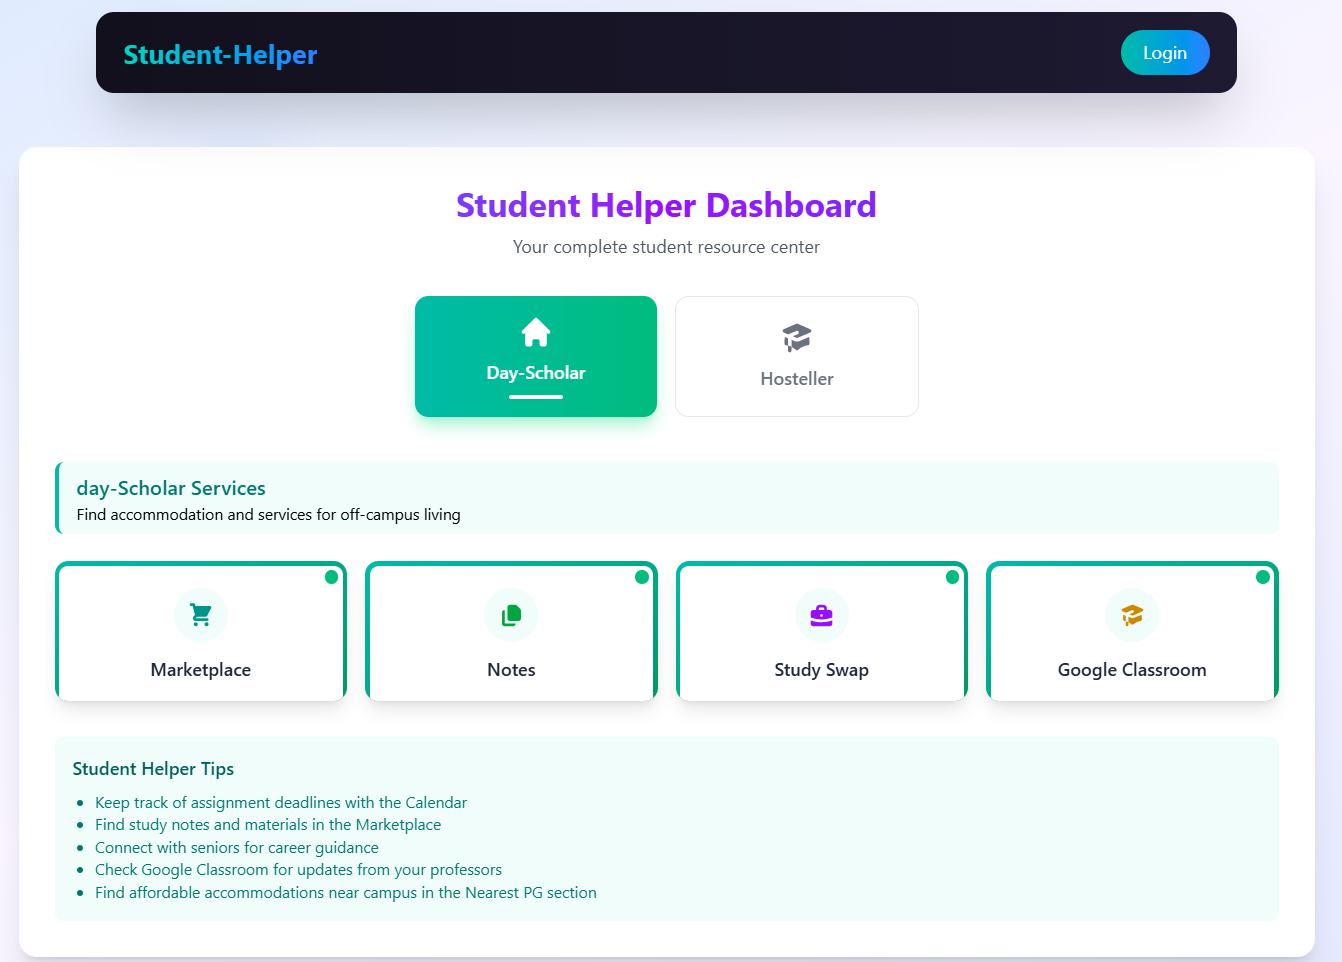 Student-Helper
Login
Student Helper Dashboard
Your complete student resource center
Day-Scholar
Hosteller
day-Scholar Services
Find accommodation and services for off-campus living
Marketplace
Notes
Study Swap
Google Classroom
Student Helper Tips
Keep track of assignment deadlines with the Calendar
Find study notes and materials in the Marketplace
Connect with seniors for career guidance
Check Google Classroom for updates from your professors
Find affordable accommodations near campus in the Nearest PG section